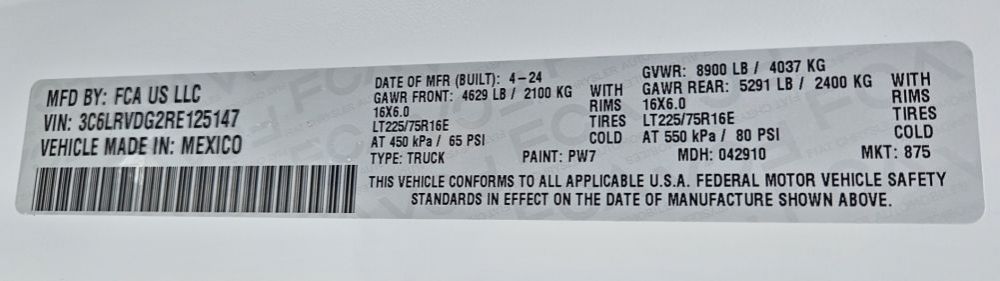 MFD BY: FCA US LLC
VIN: 3C6LRVDG2RE125147
VEHICLE MADE IN: MEXICO
DATE OF MFR (BUILT): 4-24
GAWR FRONT: 4629 LB / 2100 KG WITH
16X6.0 RIMS
LT225/75R16E TIRES
AT 450 kPa / 65 PSI COLD
GVWR: 8900 LB / 4037 KG
GAWR REAR: 5291 LB / 2400 KG WITH
16X6.0 RIMS
LT225/75R16E TIRES
AT 550 kPa / 80 PSI COLD
TYPE: TRUCK PAINT: PW7 MDH: 042910 MKT: 875
THIS VEHICLE CONFORMS TO ALL APPLICABLE U.S.A. FEDERAL MOTOR VEHICLE SAFETY
STANDARDS IN EFFECT ON THE DATE OF MANUFACTURE SHOWN ABOVE.